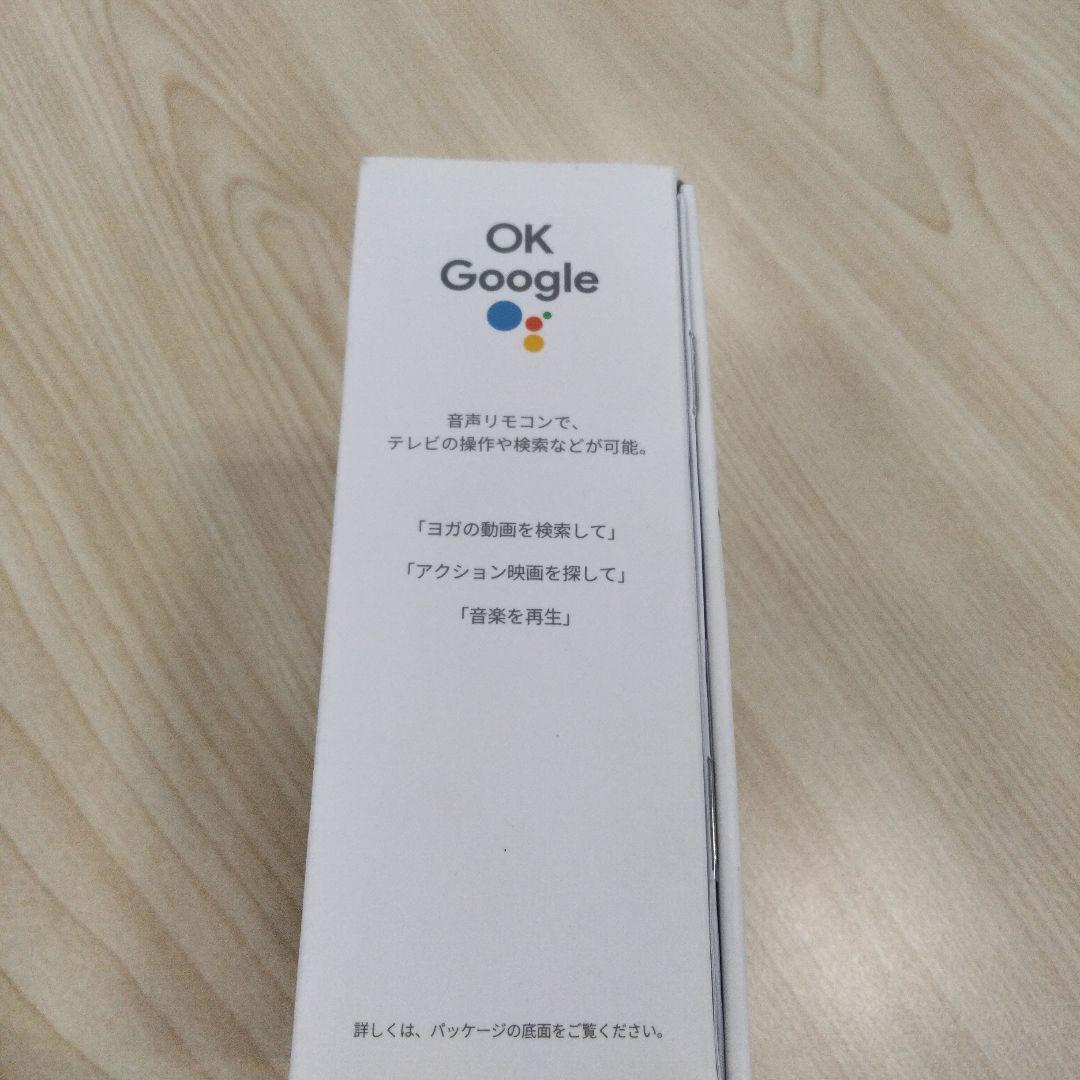 OK
Google
音声リモコンで、
テレビの操作や検索などが可能。
「ヨガの動画を検索して」
「アクション映画を探して」
「音楽を再生」
詳しくは、パッケージの底面をご覧ください。